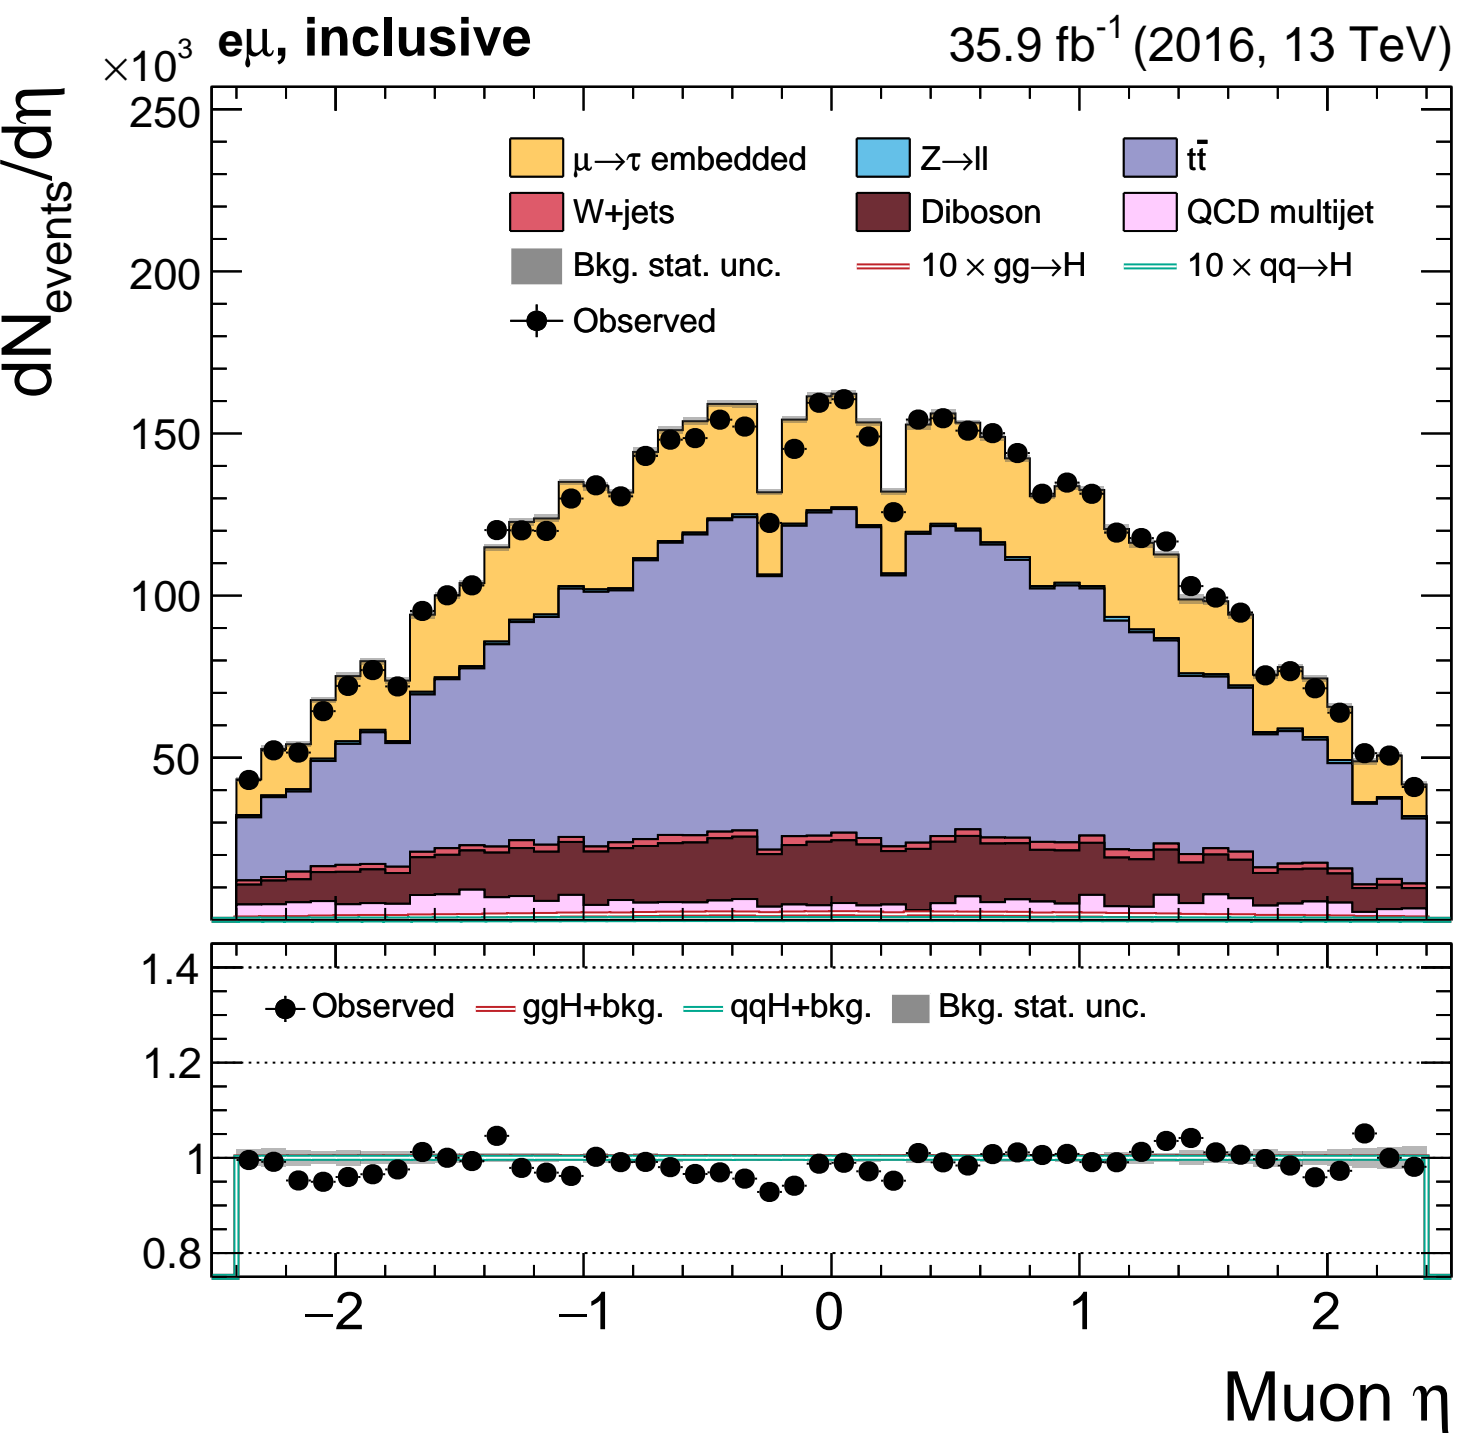 eμ, inclusive 35.9 fb⁻¹ (2016, 13 TeV)
×10³
dN_events/dη
250
200
150
100
50
μ→τ embedded Z→ll tt̄
W+jets Diboson QCD multijet
Bkg. stat. unc. 10 × gg→H 10 × qq→H
Observed
1.4
1.2
1
0.8
Observed ggH+bkg. qqH+bkg. Bkg. stat. unc.
−2 −1 0 1 2
Muon η